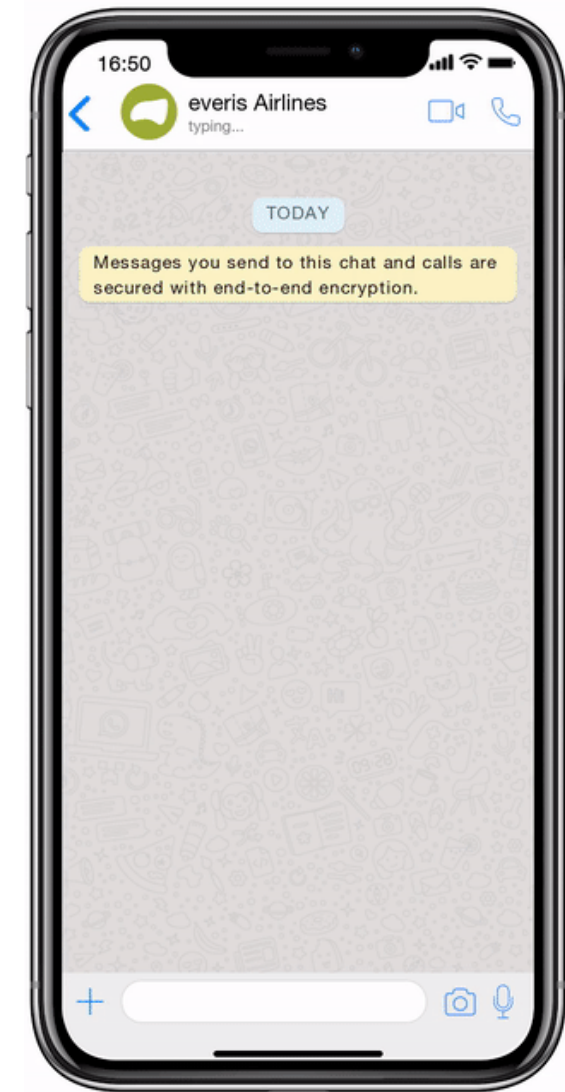 16:50
everis Airlines
typing...
TODAY
Messages you send to this chat and calls are
secured with end-to-end encryption.